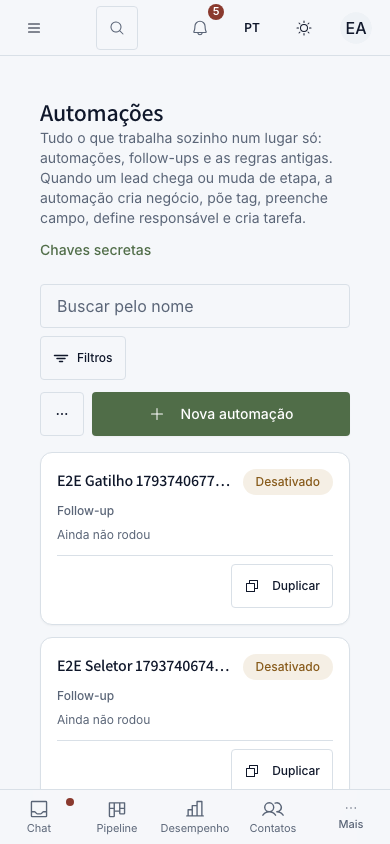 5
PT
EA
Automações
Tudo o que trabalha sozinho num lugar só:
automações, follow-ups e as regras antigas.
Quando um lead chega ou muda de etapa, a
automação cria negócio, põe tag, preenche
campo, define responsável e cria tarefa.
Chaves secretas
Buscar pelo nome
Filtros
... Nova automação
E2E Gatilho 1793740677... Desativado
Follow-up
Ainda não rodou
Duplicar
E2E Seletor 1793740674... Desativado
Follow-up
Ainda não rodou
Duplicar
Chat Pipeline Desempenho Contatos Mais